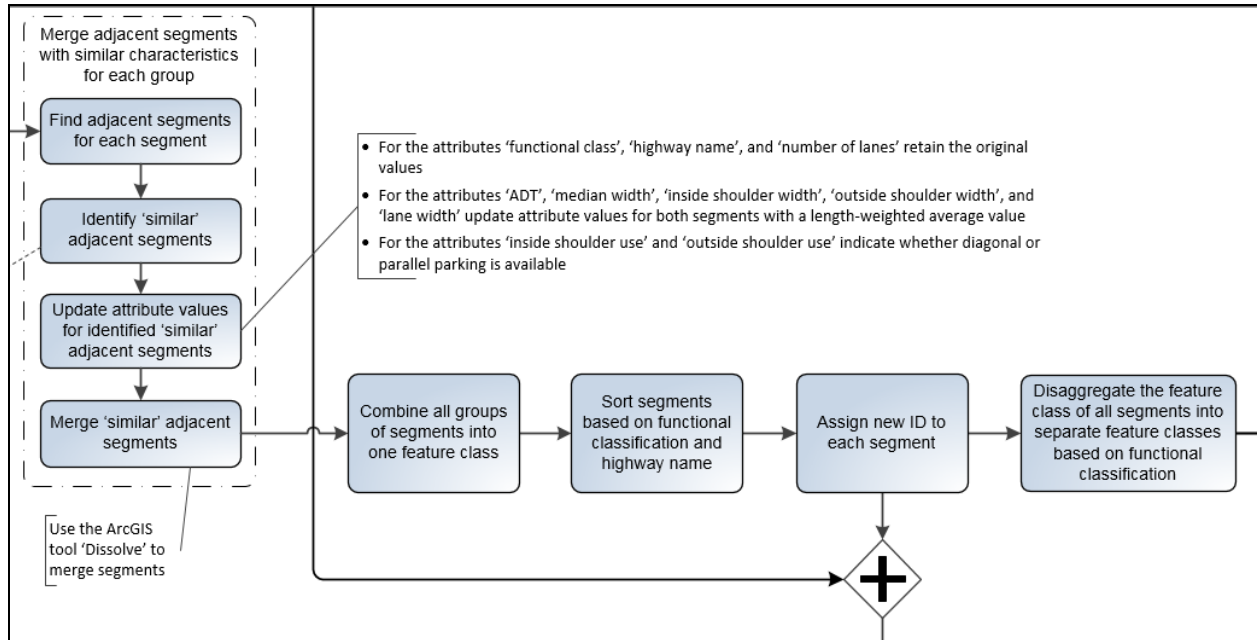 Merge adjacent segments
with similar characteristics
for each group
Find adjacent segments
for each segment
Identify ‘similar’
adjacent segments
Update attribute values
for identified ‘similar’
adjacent segments
Merge ‘similar’ adjacent
segments
Use the ArcGIS
tool ‘Dissolve’ to
merge segments
• For the attributes ‘functional class’, ‘highway name’, and ‘number of lanes’ retain the original
values
• For the attributes ‘ADT’, ‘median width’, ‘inside shoulder width’, ‘outside shoulder width’, and
‘lane width’ update attribute values for both segments with a length-weighted average value
• For the attributes ‘inside shoulder use’ and ‘outside shoulder use’ indicate whether diagonal or
parallel parking is available
Combine all groups
of segments into
one feature class
Sort segments
based on functional
classification and
highway name
Assign new ID to
each segment
Disaggregate the feature
class of all segments into
separate feature classes
based on functional
classification